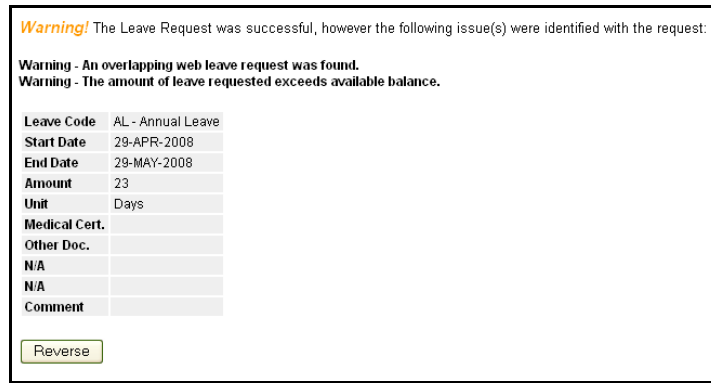 Warning! The Leave Request was successful, however the following issue(s) were identified with the request:
Warning - An overlapping web leave request was found.
Warning - The amount of leave requested exceeds available balance.
Leave Code AL - Annual Leave
Start Date 29-APR-2008
End Date 29-MAY-2008
Amount 23
Unit Days
Medical Cert.
Other Doc.
N/A
N/A
Comment
Reverse